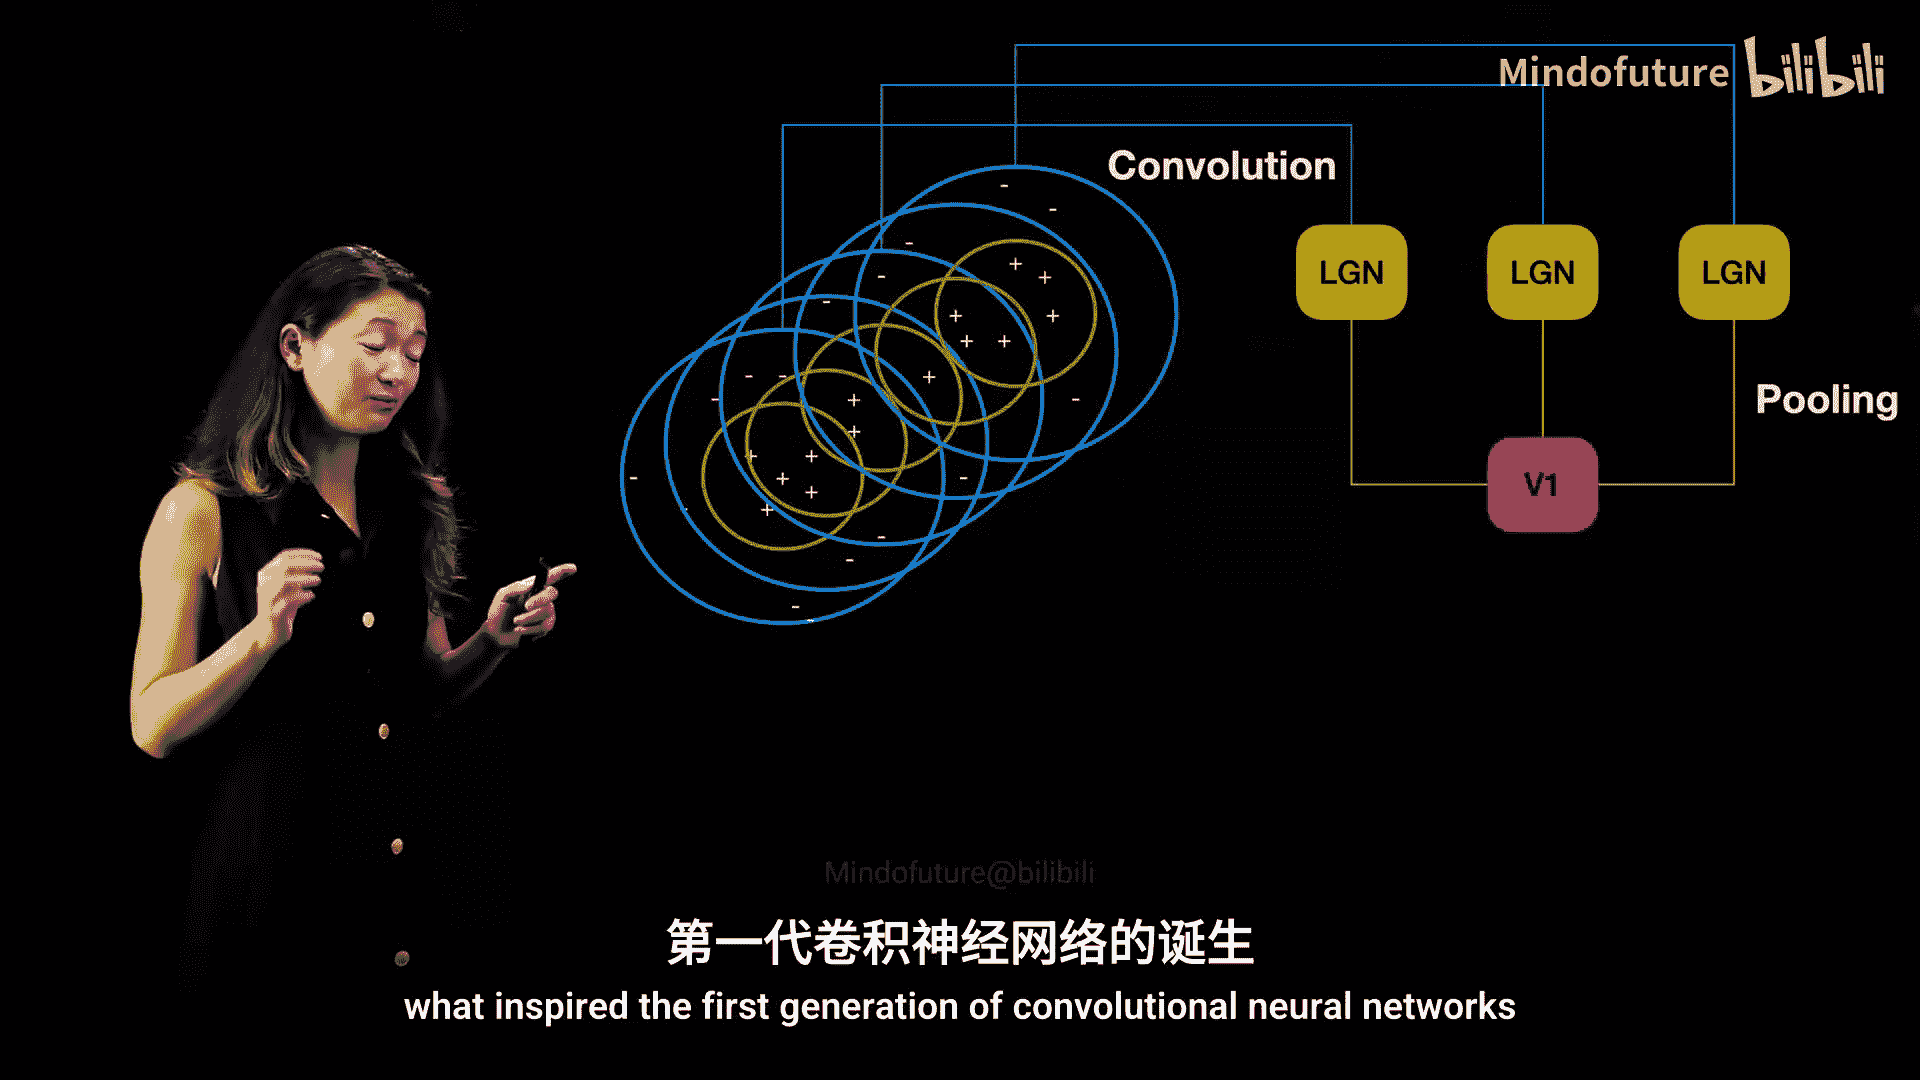 Mindofuture bilibili
Convolution
LGN LGN LGN
Pooling
V1
Mindofuture@bilibili
第一代卷积神经网络的诞生
what inspired the first generation of convolutional neural networks